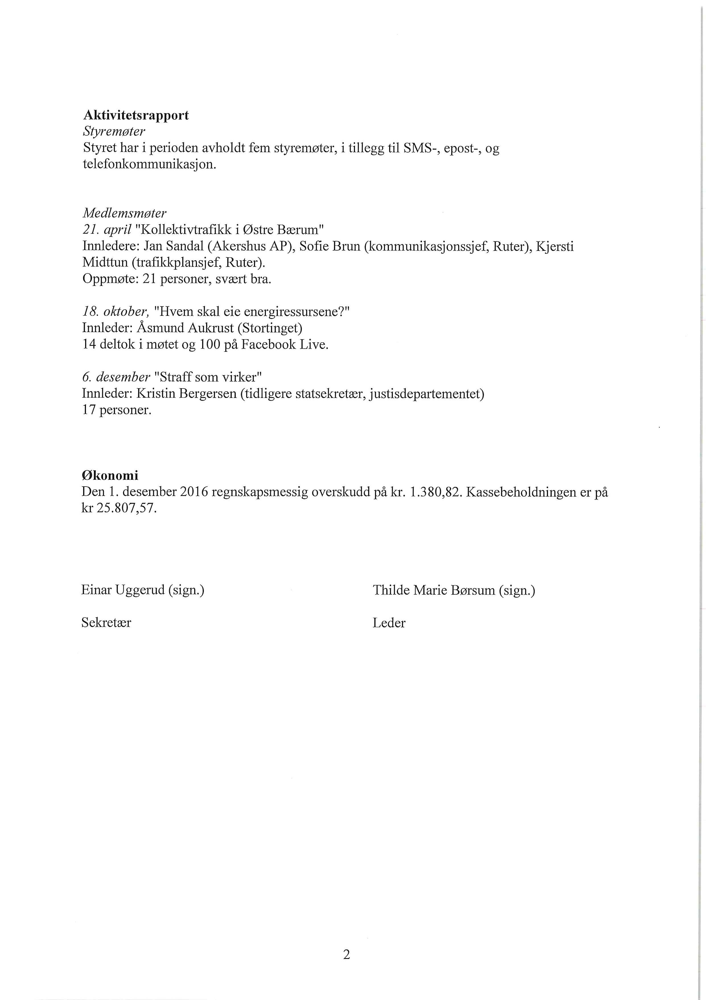 Aktivitetsrapport
Styremøter
Styret har i perioden avholdt fem styremøter, i tillegg til SMS-, epost-, og
telefonkommunikasjon.
Medlemsmøter
21. april "Kollektivtrafikk i Østre Bærum"
Innledere: Jan Sandal (Akershus AP), Sofie Brun (kommunikasjonssjef, Ruter), Kjersti
Midttun (trafikkplansjef, Ruter).
Oppmøte: 21 personer, svært bra.
18. oktober, "Hvem skal eie energiressursene?"
Innleder: Åsmund Aukrust (Stortinget)
14 deltok i møtet og 100 på Facebook Live.
6. desember "Straff som virker"
Innleder: Kristin Bergersen (tidligere statsekretær, justisdepartementet)
17 personer.
Økonomi
Den 1. desember 2016 regnskapsmessig overskudd på kr. 1.380,82. Kassebeholdningen er på
kr 25.807,57.
Einar Uggerud (sign.) Thilde Marie Børsum (sign.)
Sekretær Leder
2